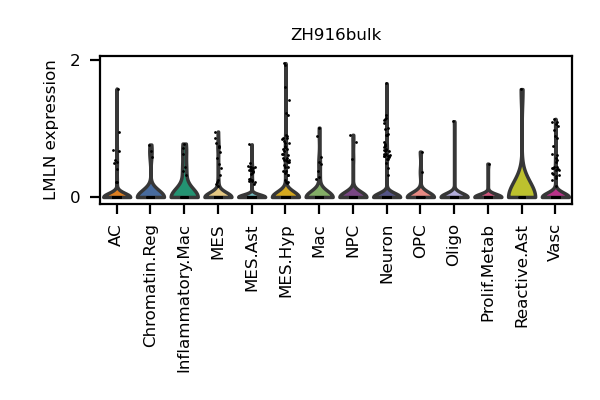 ZH916bulk
LMLN expression
2
0
AC
Chromatin.Reg
Inflammatory.Mac
MES
MES.Ast
MES.Hyp
Mac
NPC
Neuron
OPC
Oligo
Prolif.Metab
Reactive.Ast
Vasc